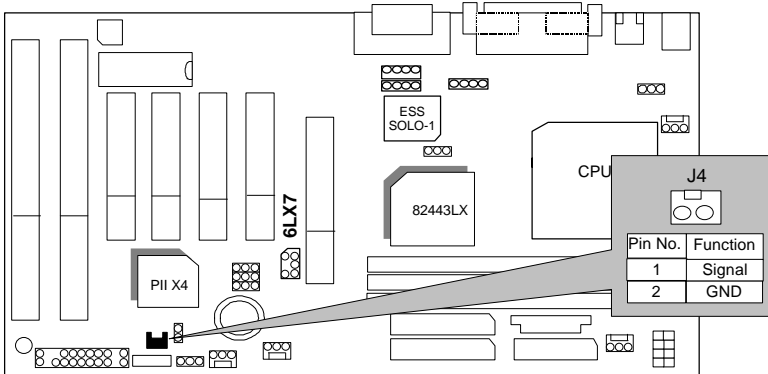 ESS
SOLO-1
CPU
J4
82443LX
6LX7
Pin No. Function
1 Signal
2 GND
PII X4